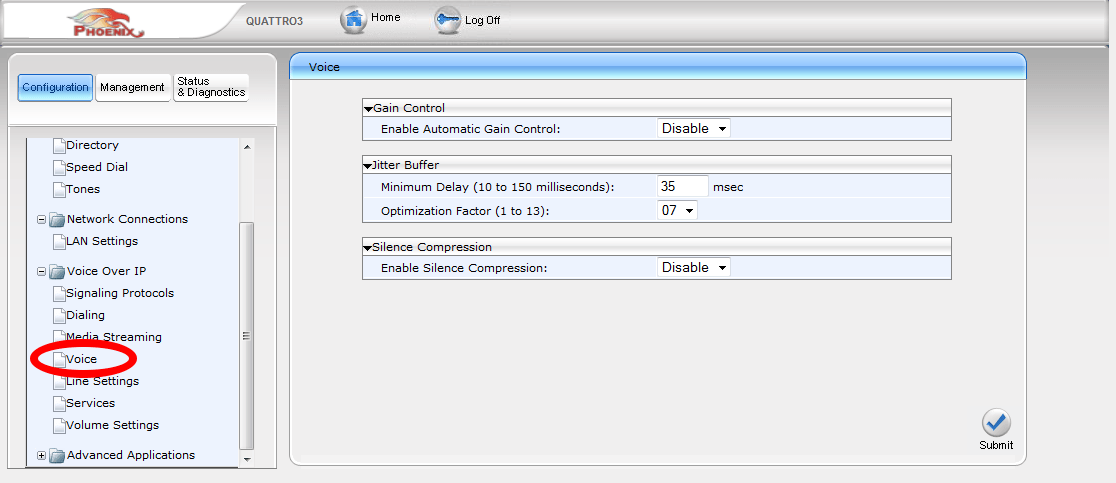 PHOENIX
QUATTRO3
Home
Log Off
Configuration
Management
Status
& Diagnostics
Directory
Speed Dial
Tones
Network Connections
LAN Settings
Voice Over IP
Signaling Protocols
Dialing
Media Streaming
Voice
Line Settings
Services
Volume Settings
Advanced Applications
Voice
Gain Control
Enable Automatic Gain Control: Disable
Jitter Buffer
Minimum Delay (10 to 150 milliseconds): 35 msec
Optimization Factor (1 to 13): 07
Silence Compression
Enable Silence Compression: Disable
Submit